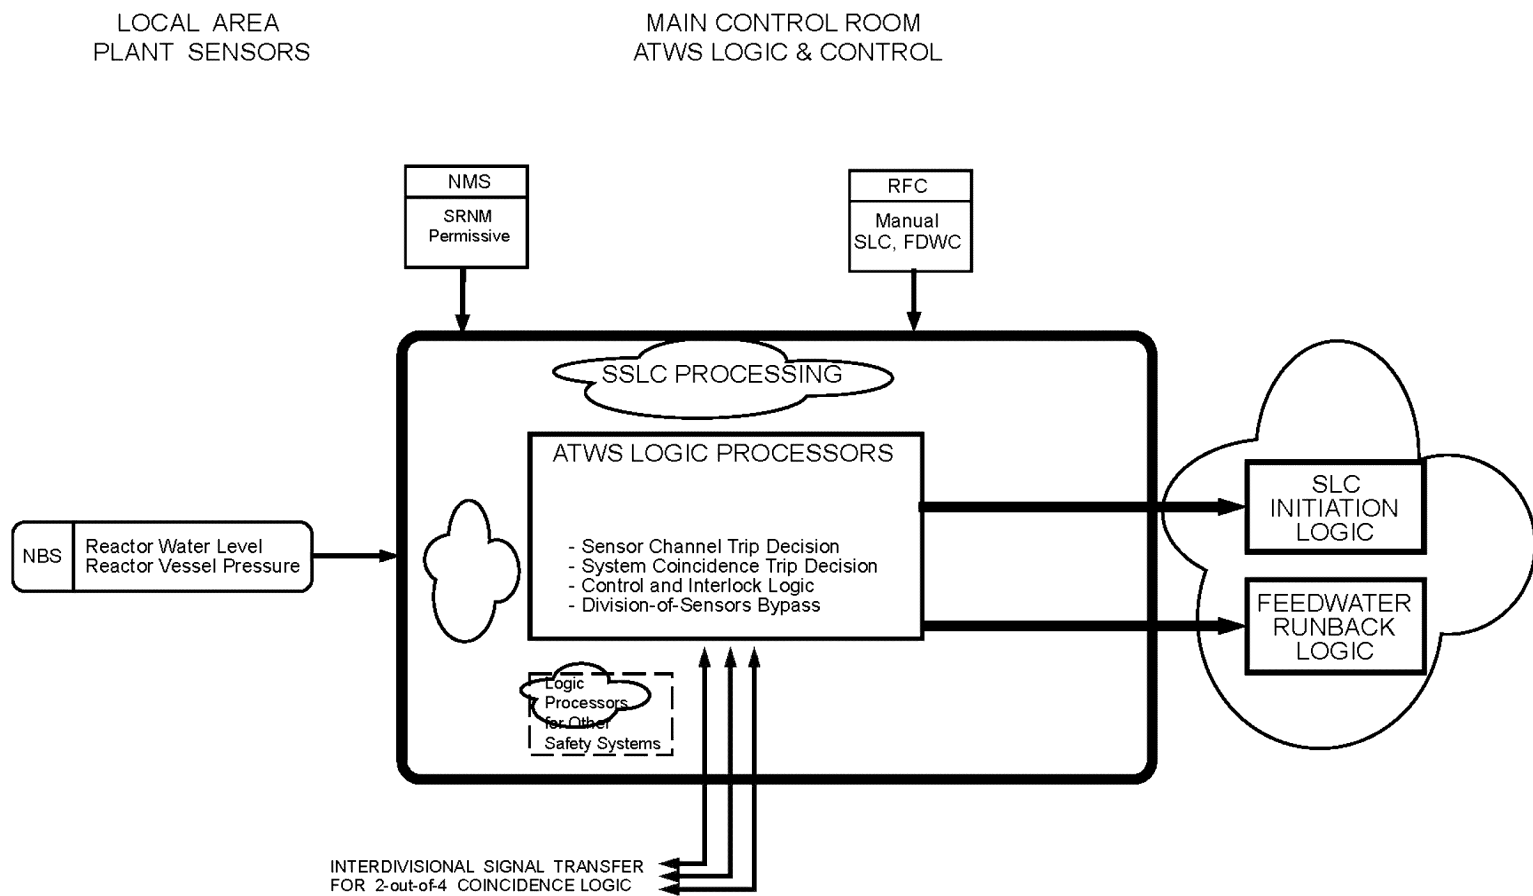 LOCAL AREA
PLANT SENSORS
MAIN CONTROL ROOM
ATWS LOGIC & CONTROL
NMS
SRNM
Permissive
RFC
Manual
SLC, FDWC
SSLC PROCESSING
ATWS LOGIC PROCESSORS
- Sensor Channel Trip Decision
- System Coincidence Trip Decision
- Control and Interlock Logic
- Division-of-Sensors Bypass
NBS
Reactor Water Level
Reactor Vessel Pressure
SLC
INITIATION
LOGIC
FEEDWATER
RUNBACK
LOGIC
Logic
Processors
for Other
Safety Systems
INTERDIVISIONAL SIGNAL TRANSFER
FOR 2-out-of-4 COINCIDENCE LOGIC